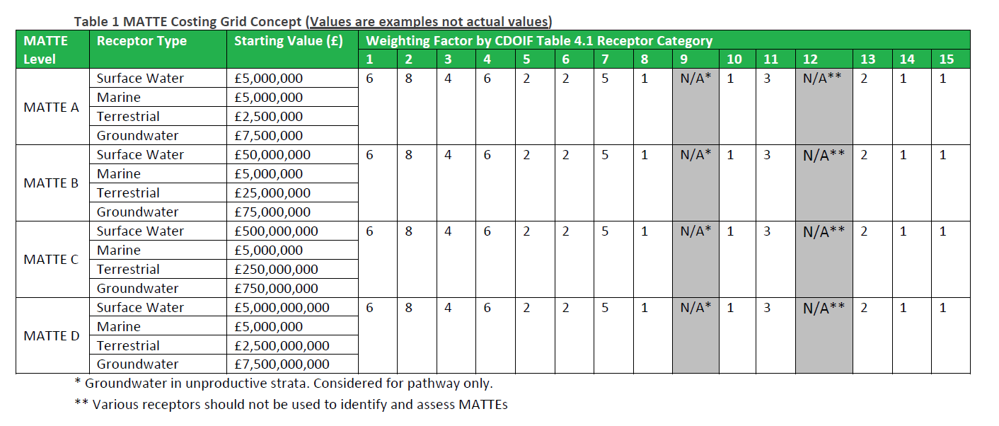 Table 1 MATTE Costing Grid Concept (Values are examples not actual values)
MATTE Level Receptor Type Starting Value (£) Weighting Factor by CDOIF Table 4.1 Receptor Category
1 2 3 4 5 6 7 8 9 10 11 12 13 14 15
MATTE A
Surface Water £5,000,000 6 8 4 6 2 2 5 1 N/A* 1 3 N/A** 2 1 1
Marine £5,000,000
Terrestrial £2,500,000
Groundwater £7,500,000
MATTE B
Surface Water £50,000,000 6 8 4 6 2 2 5 1 N/A* 1 3 N/A** 2 1 1
Marine £5,000,000
Terrestrial £25,000,000
Groundwater £75,000,000
MATTE C
Surface Water £500,000,000 6 8 4 6 2 2 5 1 N/A* 1 3 N/A** 2 1 1
Marine £5,000,000
Terrestrial £250,000,000
Groundwater £750,000,000
MATTE D
Surface Water £5,000,000,000 6 8 4 6 2 2 5 1 N/A* 1 3 N/A** 2 1 1
Marine £5,000,000
Terrestrial £2,500,000,000
Groundwater £7,500,000,000
* Groundwater in unproductive strata. Considered for pathway only.
** Various receptors should not be used to identify and assess MATTEs